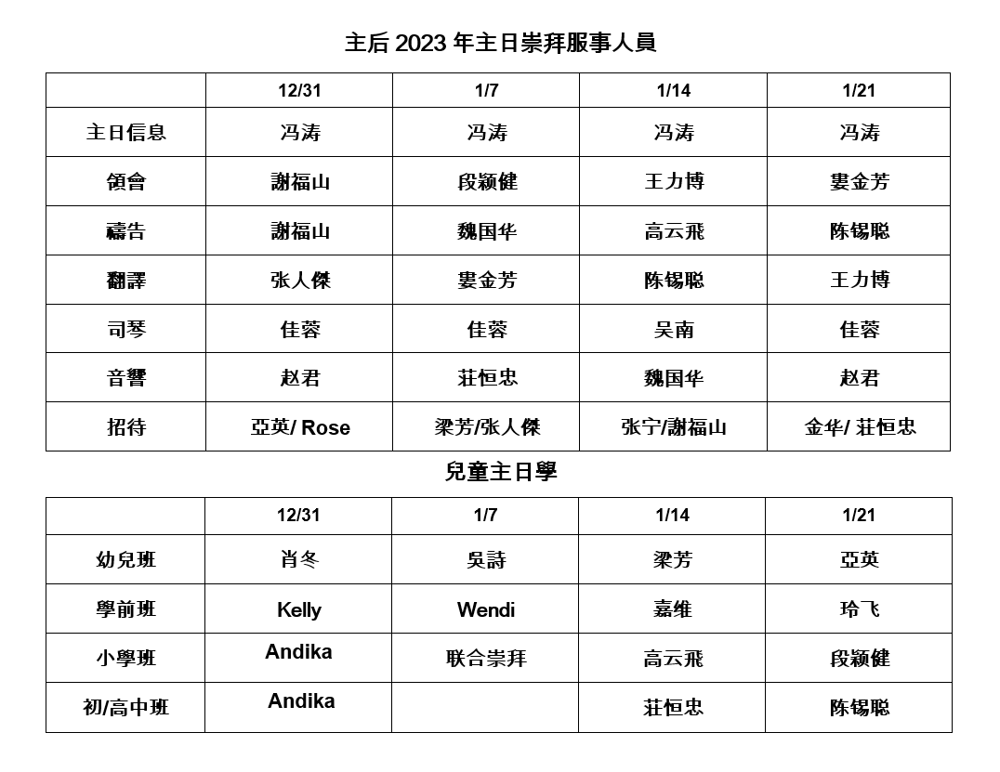 主后 2023 年主日崇拜服事人員
12/31 1/7 1/14 1/21
主日信息 冯涛 冯涛 冯涛 冯涛
領會 謝福山 段颖健 王力博 婁金芳
禱告 謝福山 魏国华 高云飛 陈锡聪
翻譯 张人傑 婁金芳 陈锡聪 王力博
司琴 佳蓉 佳蓉 吴南 佳蓉
音響 赵君 荘恒忠 魏国华 赵君
招待 亞英/ Rose 梁芳/张人傑 张宁/謝福山 金华/ 荘恒忠
兒童主日學
12/31 1/7 1/14 1/21
幼兒班 肖冬 吳詩 梁芳 亞英
學前班 Kelly Wendi 嘉维 玲飞
小學班 Andika 联合崇拜 高云飛 段颖健
初/高中班 Andika 荘恒忠 陈锡聪